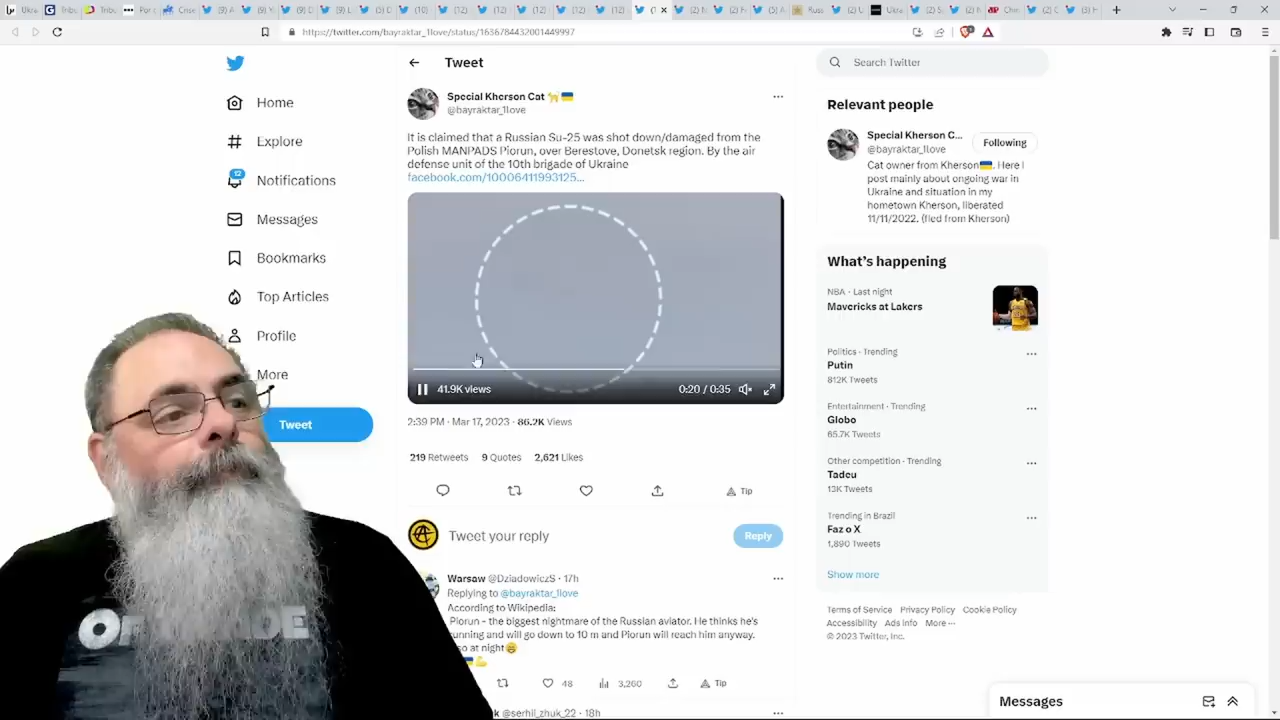 https://twitter.com/bayraktar_1love/status/1636784432001449997
Home
Explore
12
Notifications
Messages
Bookmarks
Top Articles
Profile
More
Tweet
Tweet
Special Kherson Cat
@bayraktar_1love
It is claimed that a Russian Su-25 was shot down/damaged from the
Polish MANPADS Piorun, over Berestove, Donetsk region. By the air
defense unit of the 10th brigade of Ukraine
facebook.com/10006411993125...
41.9K views
0:20 / 0:35
2:39 PM · Mar 17, 2023 · 86.2K Views
219 Retweets 9 Quotes 2,621 Likes
Tip
Tweet your reply
Reply
Warsaw @DziadowiczS · 17h
Replying to @bayraktar_1love
According to Wikipedia:
Piorun - the biggest nightmare of the Russian aviator. He thinks he's
and will go down to 10 m and Piorun will reach him anyway.
so at night
48
3,260
Tip
@serhii_zhuk_22 · 18h
Search Twitter
Relevant people
Special Kherson C...
@bayraktar_1love
Following
Cat owner from Kherson. Here I
post mainly about ongoing war in
Ukraine and situation in my
hometown Kherson, liberated
11/11/2022. (fled from Kherson)
What's happening
NBA · Last night
Mavericks at Lakers
Politics · Trending
Putin
812K Tweets
Entertainment · Trending
Globo
65.7K Tweets
Other competition · Trending
Tadeu
13K Tweets
Trending in Brazil
Faz o X
1,890 Tweets
Show more
Terms of Service Privacy Policy Cookie Policy
Accessibility Ads info More ···
© 2023 Twitter, Inc.
Messages